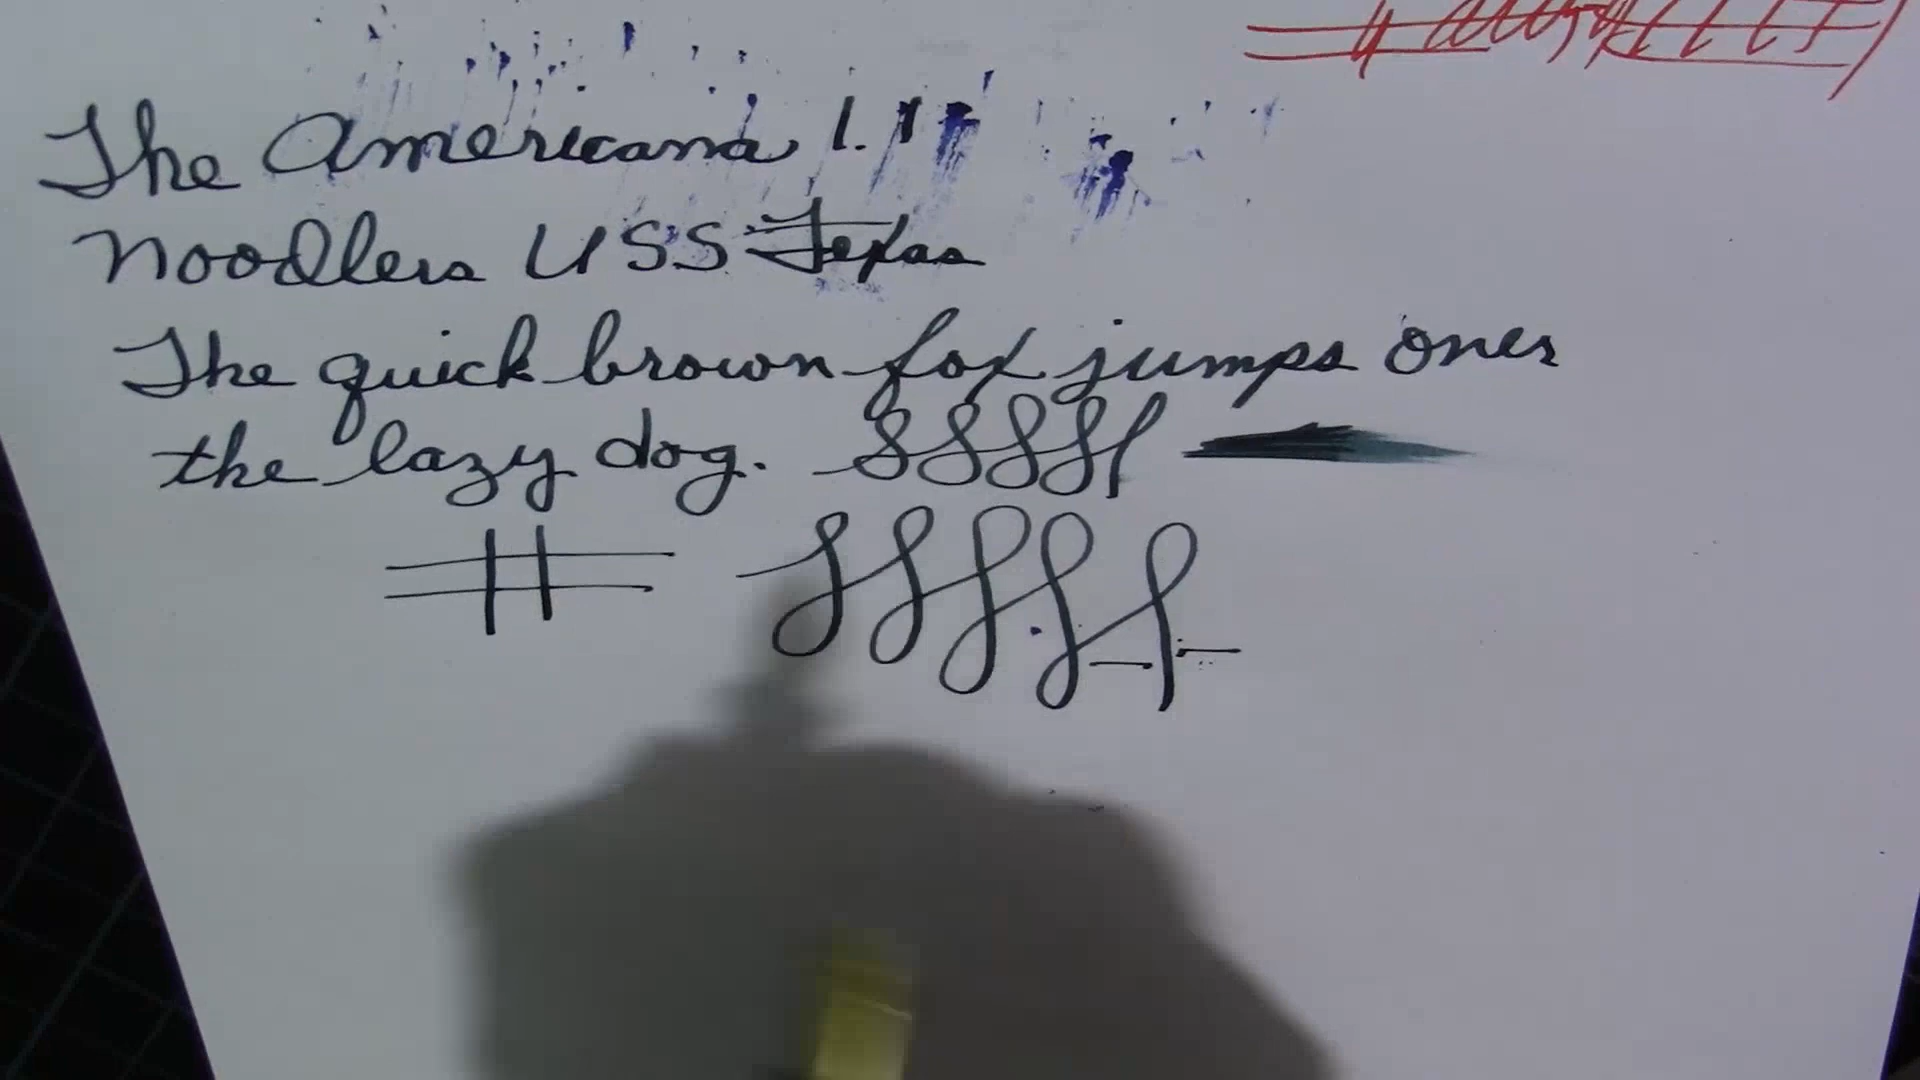 The Americana 1.1
Noodlers USS Texas
The quick brown fox jumps over
the lazy dog.